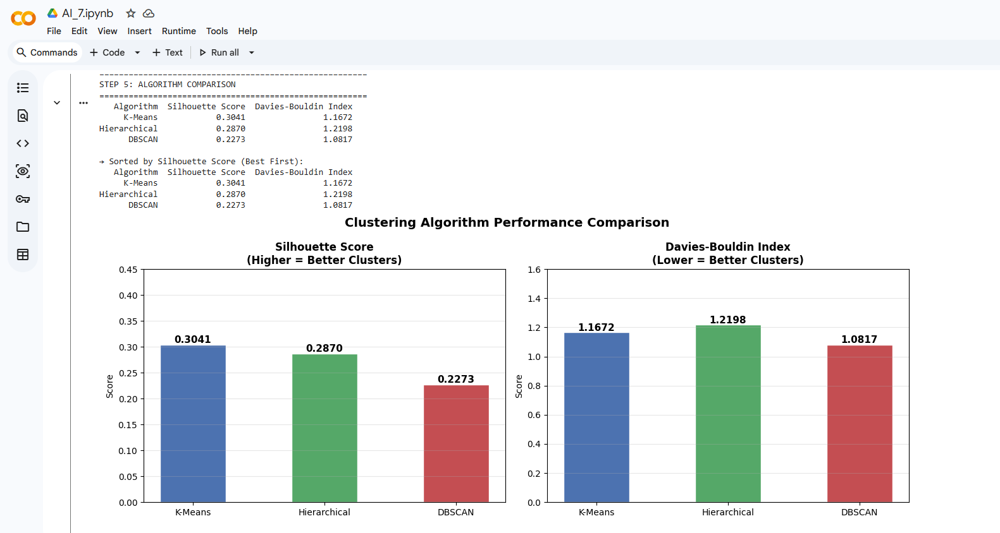 AI_7.ipynb
File Edit View Insert Runtime Tools Help
Commands + Code + Text Run all
------------------------------------------------------
STEP 5: ALGORITHM COMPARISON
=======================================================
Algorithm Silhouette Score Davies-Bouldin Index
K-Means 0.3041 1.1672
Hierarchical 0.2870 1.2198
DBSCAN 0.2273 1.0817
→ Sorted by Silhouette Score (Best First):
Algorithm Silhouette Score Davies-Bouldin Index
K-Means 0.3041 1.1672
Hierarchical 0.2870 1.2198
DBSCAN 0.2273 1.0817
Clustering Algorithm Performance Comparison
Silhouette Score
(Higher = Better Clusters)
0.45
0.40
0.35
0.30
0.25
0.20
0.15
0.10
0.05
0.00
Score
0.3041
0.2870
0.2273
K-Means Hierarchical DBSCAN
Davies-Bouldin Index
(Lower = Better Clusters)
1.6
1.4
1.2
1.0
0.8
0.6
0.4
0.2
0.0
Score
1.1672
1.2198
1.0817
K-Means Hierarchical DBSCAN